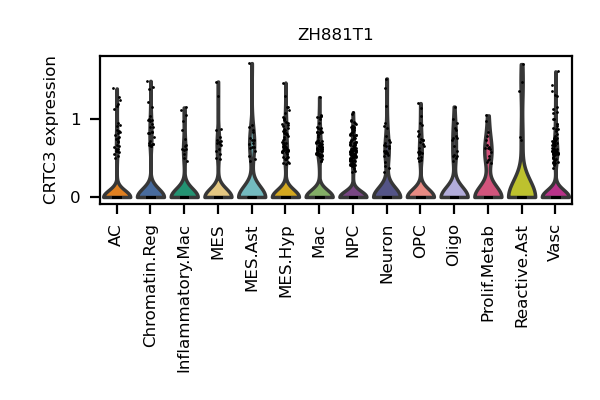 ZH881T1
CRTC3 expression
1
0
AC
Chromatin.Reg
Inflammatory.Mac
MES
MES.Ast
MES.Hyp
Mac
NPC
Neuron
OPC
Oligo
Prolif.Metab
Reactive.Ast
Vasc